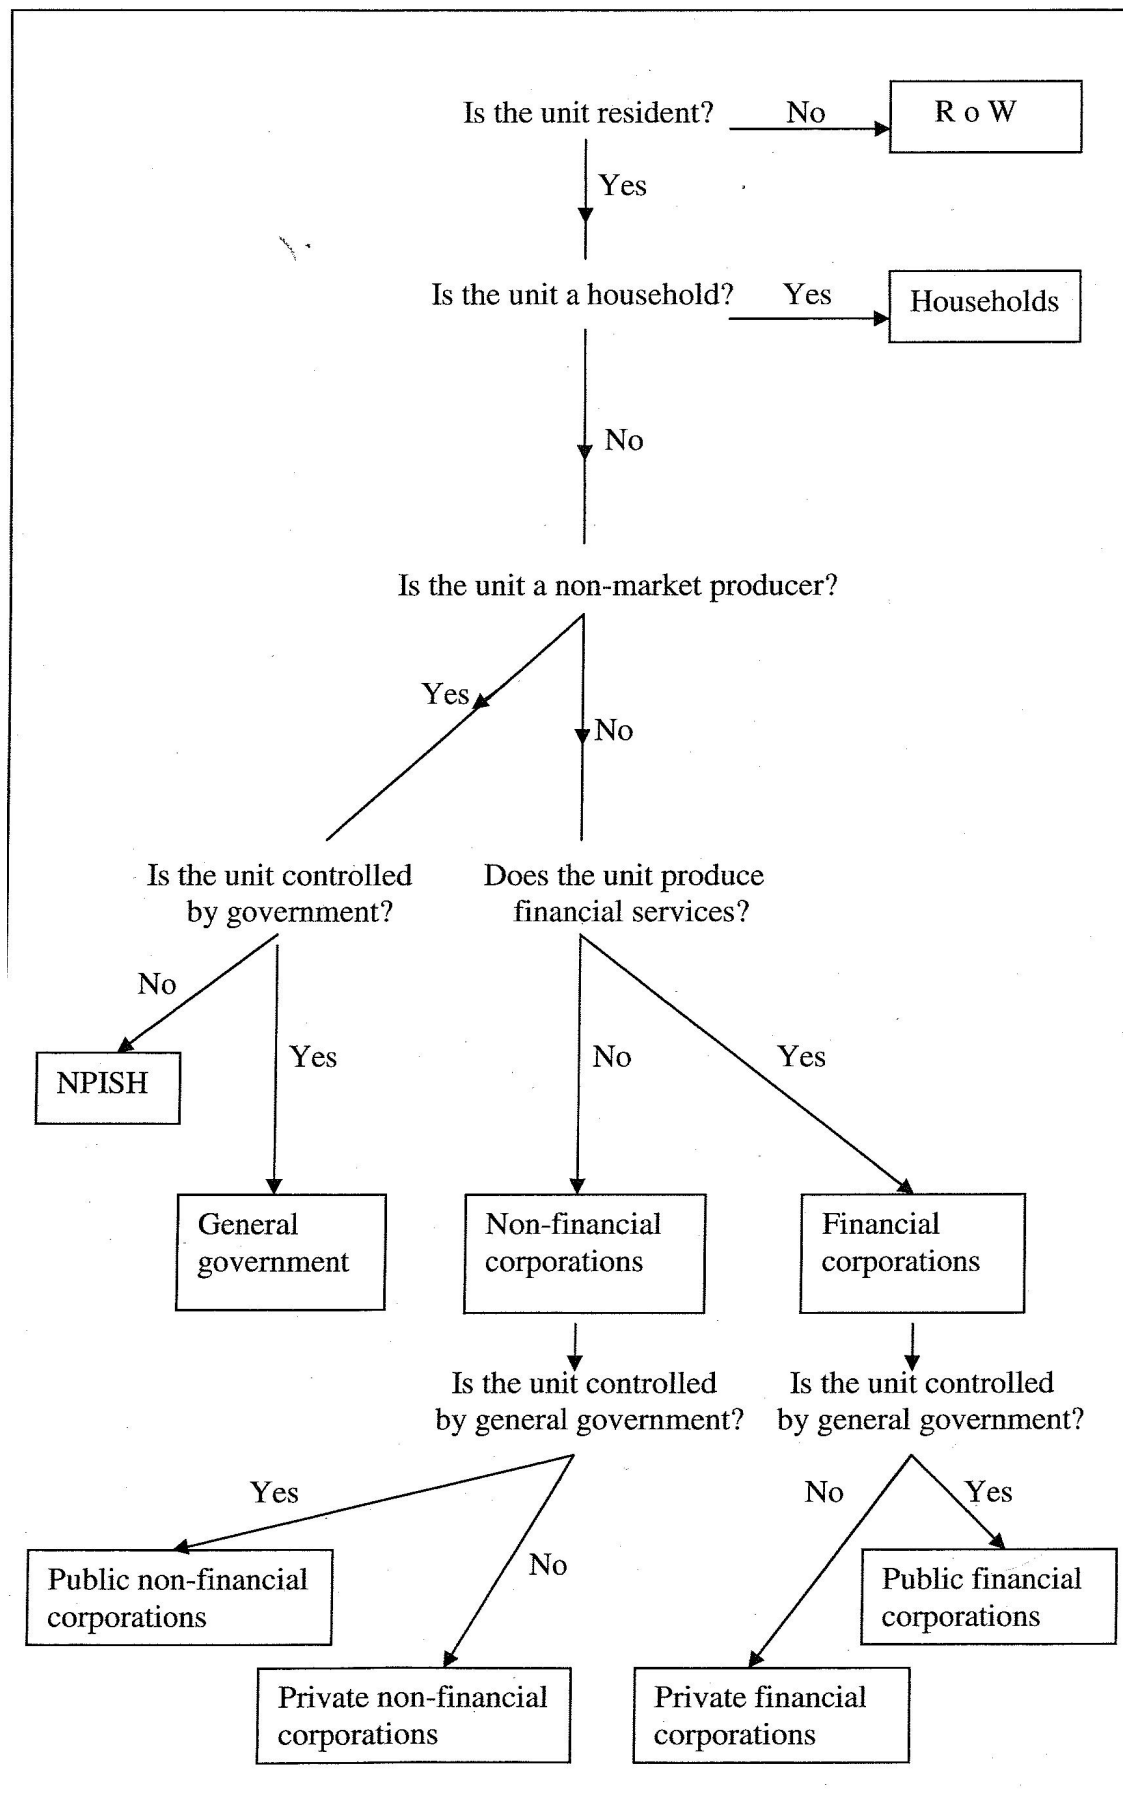 Is the unit resident?
No
R o W
Yes
Is the unit a household?
Yes
Households
No
Is the unit a non-market producer?
Yes
No
Is the unit controlled
by government?
Does the unit produce
financial services?
No
Yes
No
Yes
NPISH
General
government
Non-financial
corporations
Financial
corporations
Is the unit controlled
by general government?
Is the unit controlled
by general government?
Yes
No
No
Yes
Public non-financial
corporations
Public financial
corporations
Private non-financial
corporations
Private financial
corporations